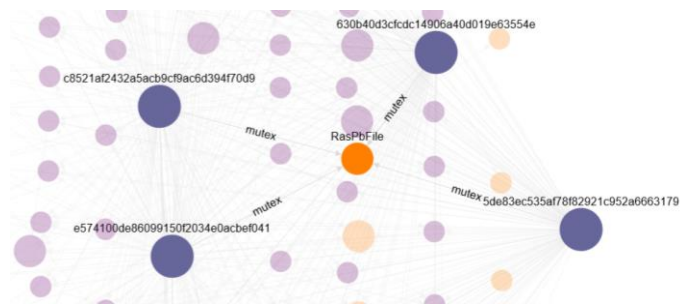 630b40d3cfcdc14906a40d019e63554e
c8521af2432a5acb9cf9ac6d394f70d9
mutex
mutex
RasPbFile
mutex
mutex
5de83ec535af78f82921c952a6663179
e574100de86099150f2034e0acbef041